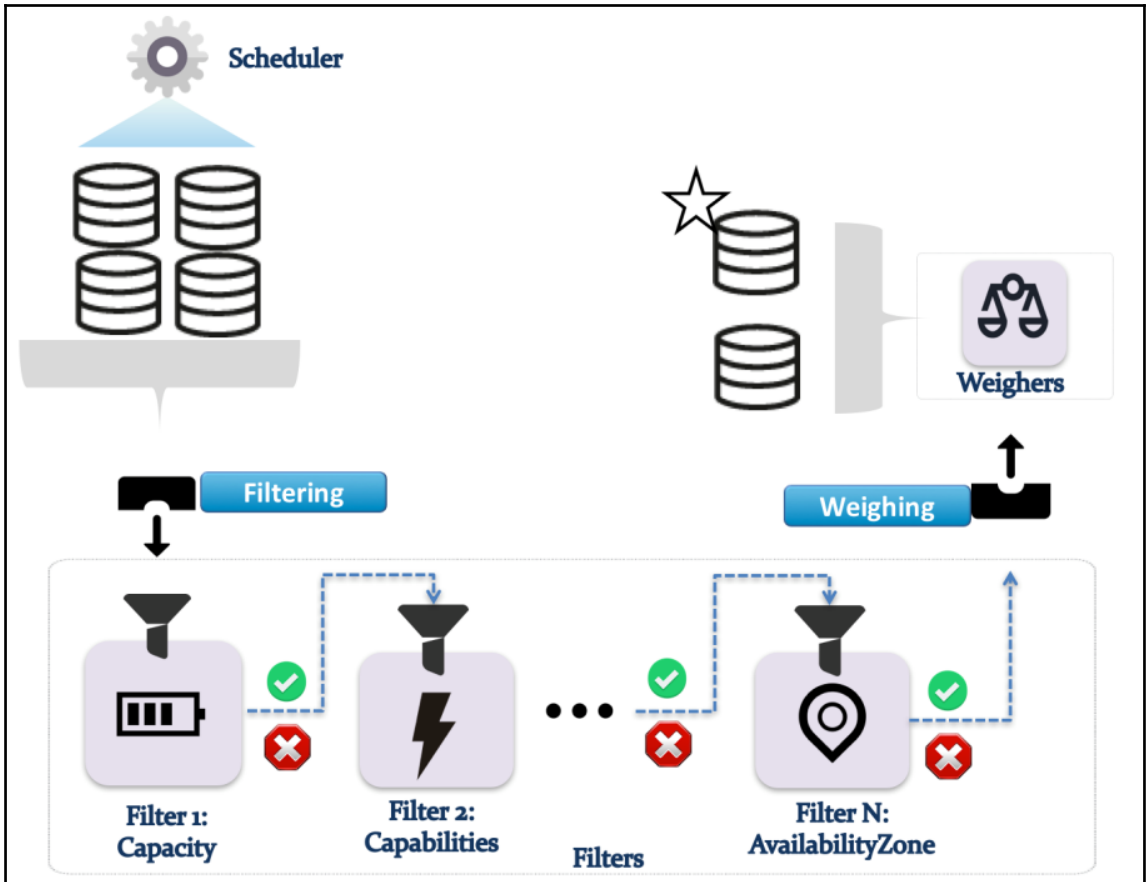 Scheduler
Weighers
Filtering
Weighing
Filter 1:
Capacity
Filter 2:
Capabilities
Filter N:
AvailabilityZone
Filters